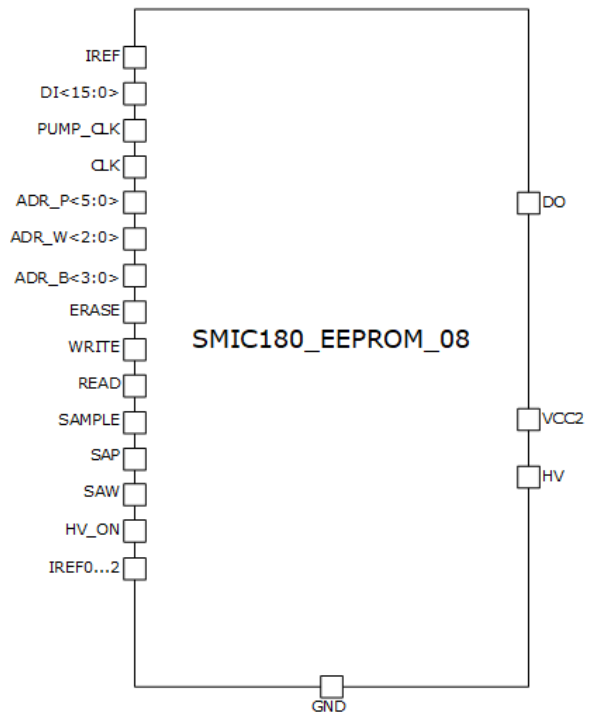 IREF
DI<15:0>
PUMP_CLK
CLK
ADR_P<5:0>
DO
ADR_W<2:0>
ADR_B<3:0>
ERASE
SMIC180_EEPROM_08
WRITE
READ
SAMPLE
VCC2
SAP
HV
SAW
HV_ON
IREF0...2
GND